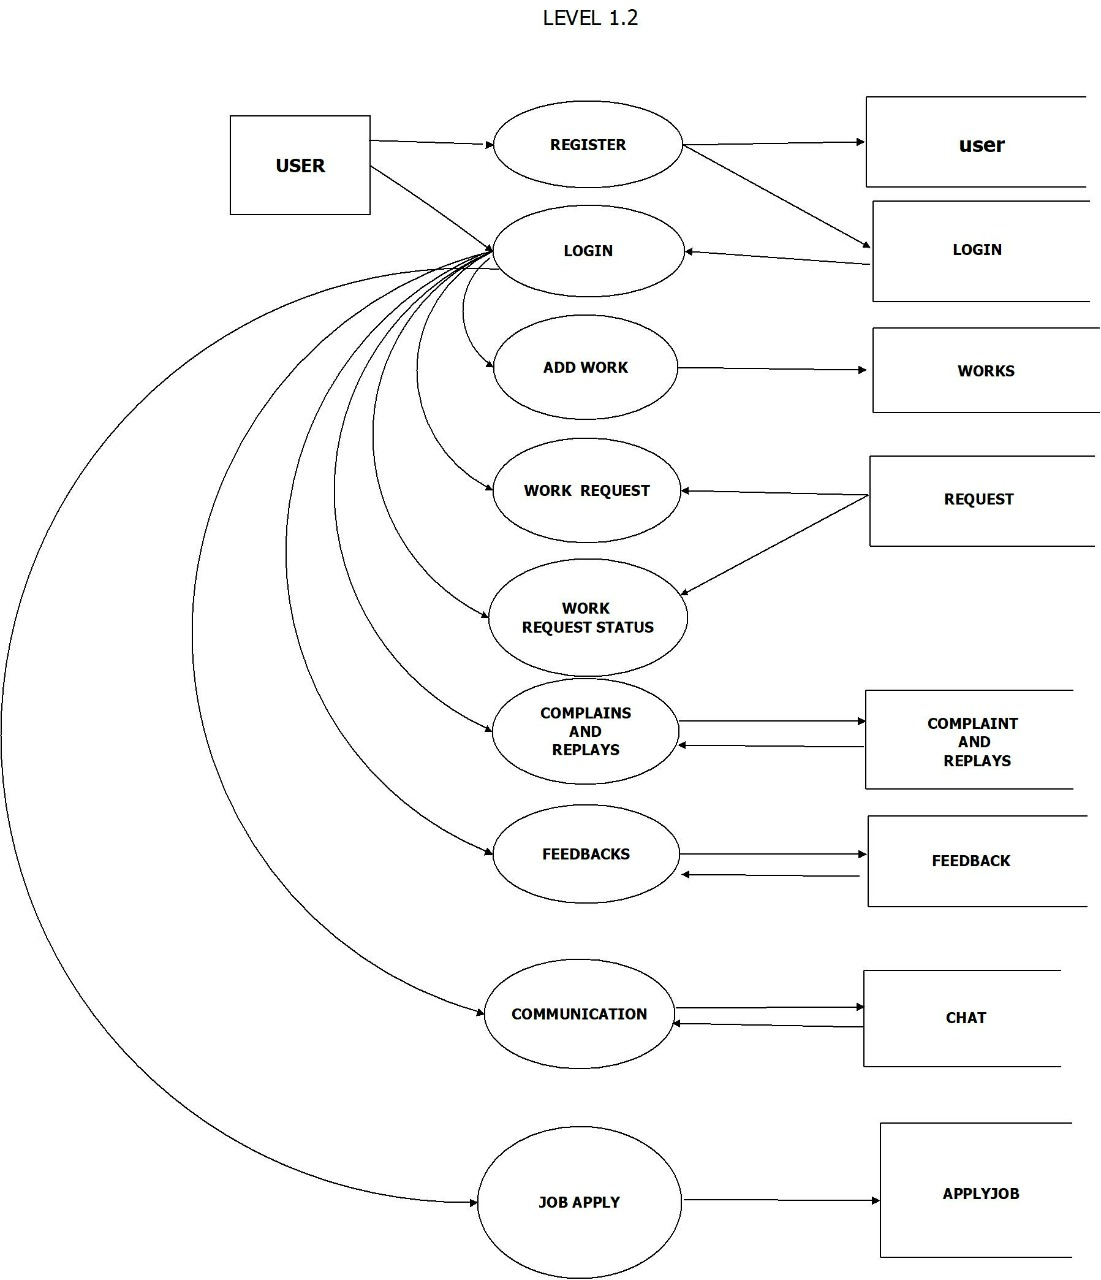 LEVEL 1.2
USER
REGISTER
user
LOGIN
LOGIN
ADD WORK
WORKS
WORK  REQUEST
REQUEST
WORK
REQUEST STATUS
COMPLAINS
AND
REPLAYS
COMPLAINT
AND
REPLAYS
FEEDBACKS
FEEDBACK
COMMUNICATION
CHAT
JOB APPLY
APPLYJOB